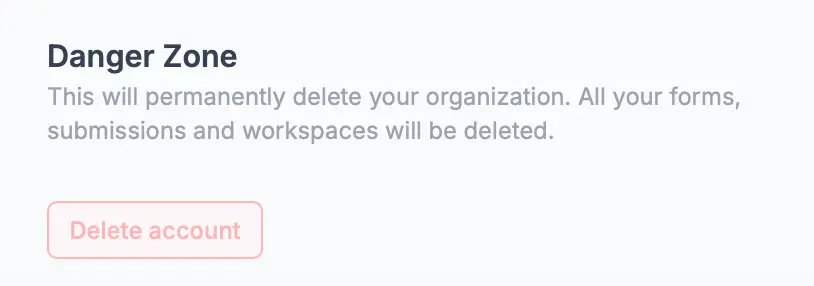 Danger Zone
This will permanently delete your organization. All your forms,
submissions and workspaces will be deleted.
Delete account